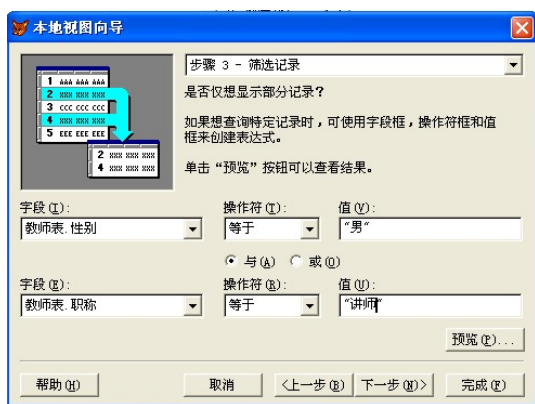 本地视图向导
步骤 3 - 筛选记录
是否仅想显示部分记录？
如果想查询特定记录时，可使用字段框，操作符框和值
框来创建表达式。
单击“预览”按钮可以查看结果。
1 AAA AAA AAA
2 XXX XXX XXX
3 CCC CCC CCC
4 XXX XXX XXX
5 EEE EEE EEE
2 XXX XXX XXX
4 XXX XXX XXX
字段(I): 操作符(T): 值(V):
教师表.性别 等于 “男“
与(A) 或(O)
字段(E): 操作符(R): 值(U):
教师表.职称 等于 “讲师“
预览(P)...
帮助(H) 取消 <上一步(B) 下一步(N)> 完成(F)